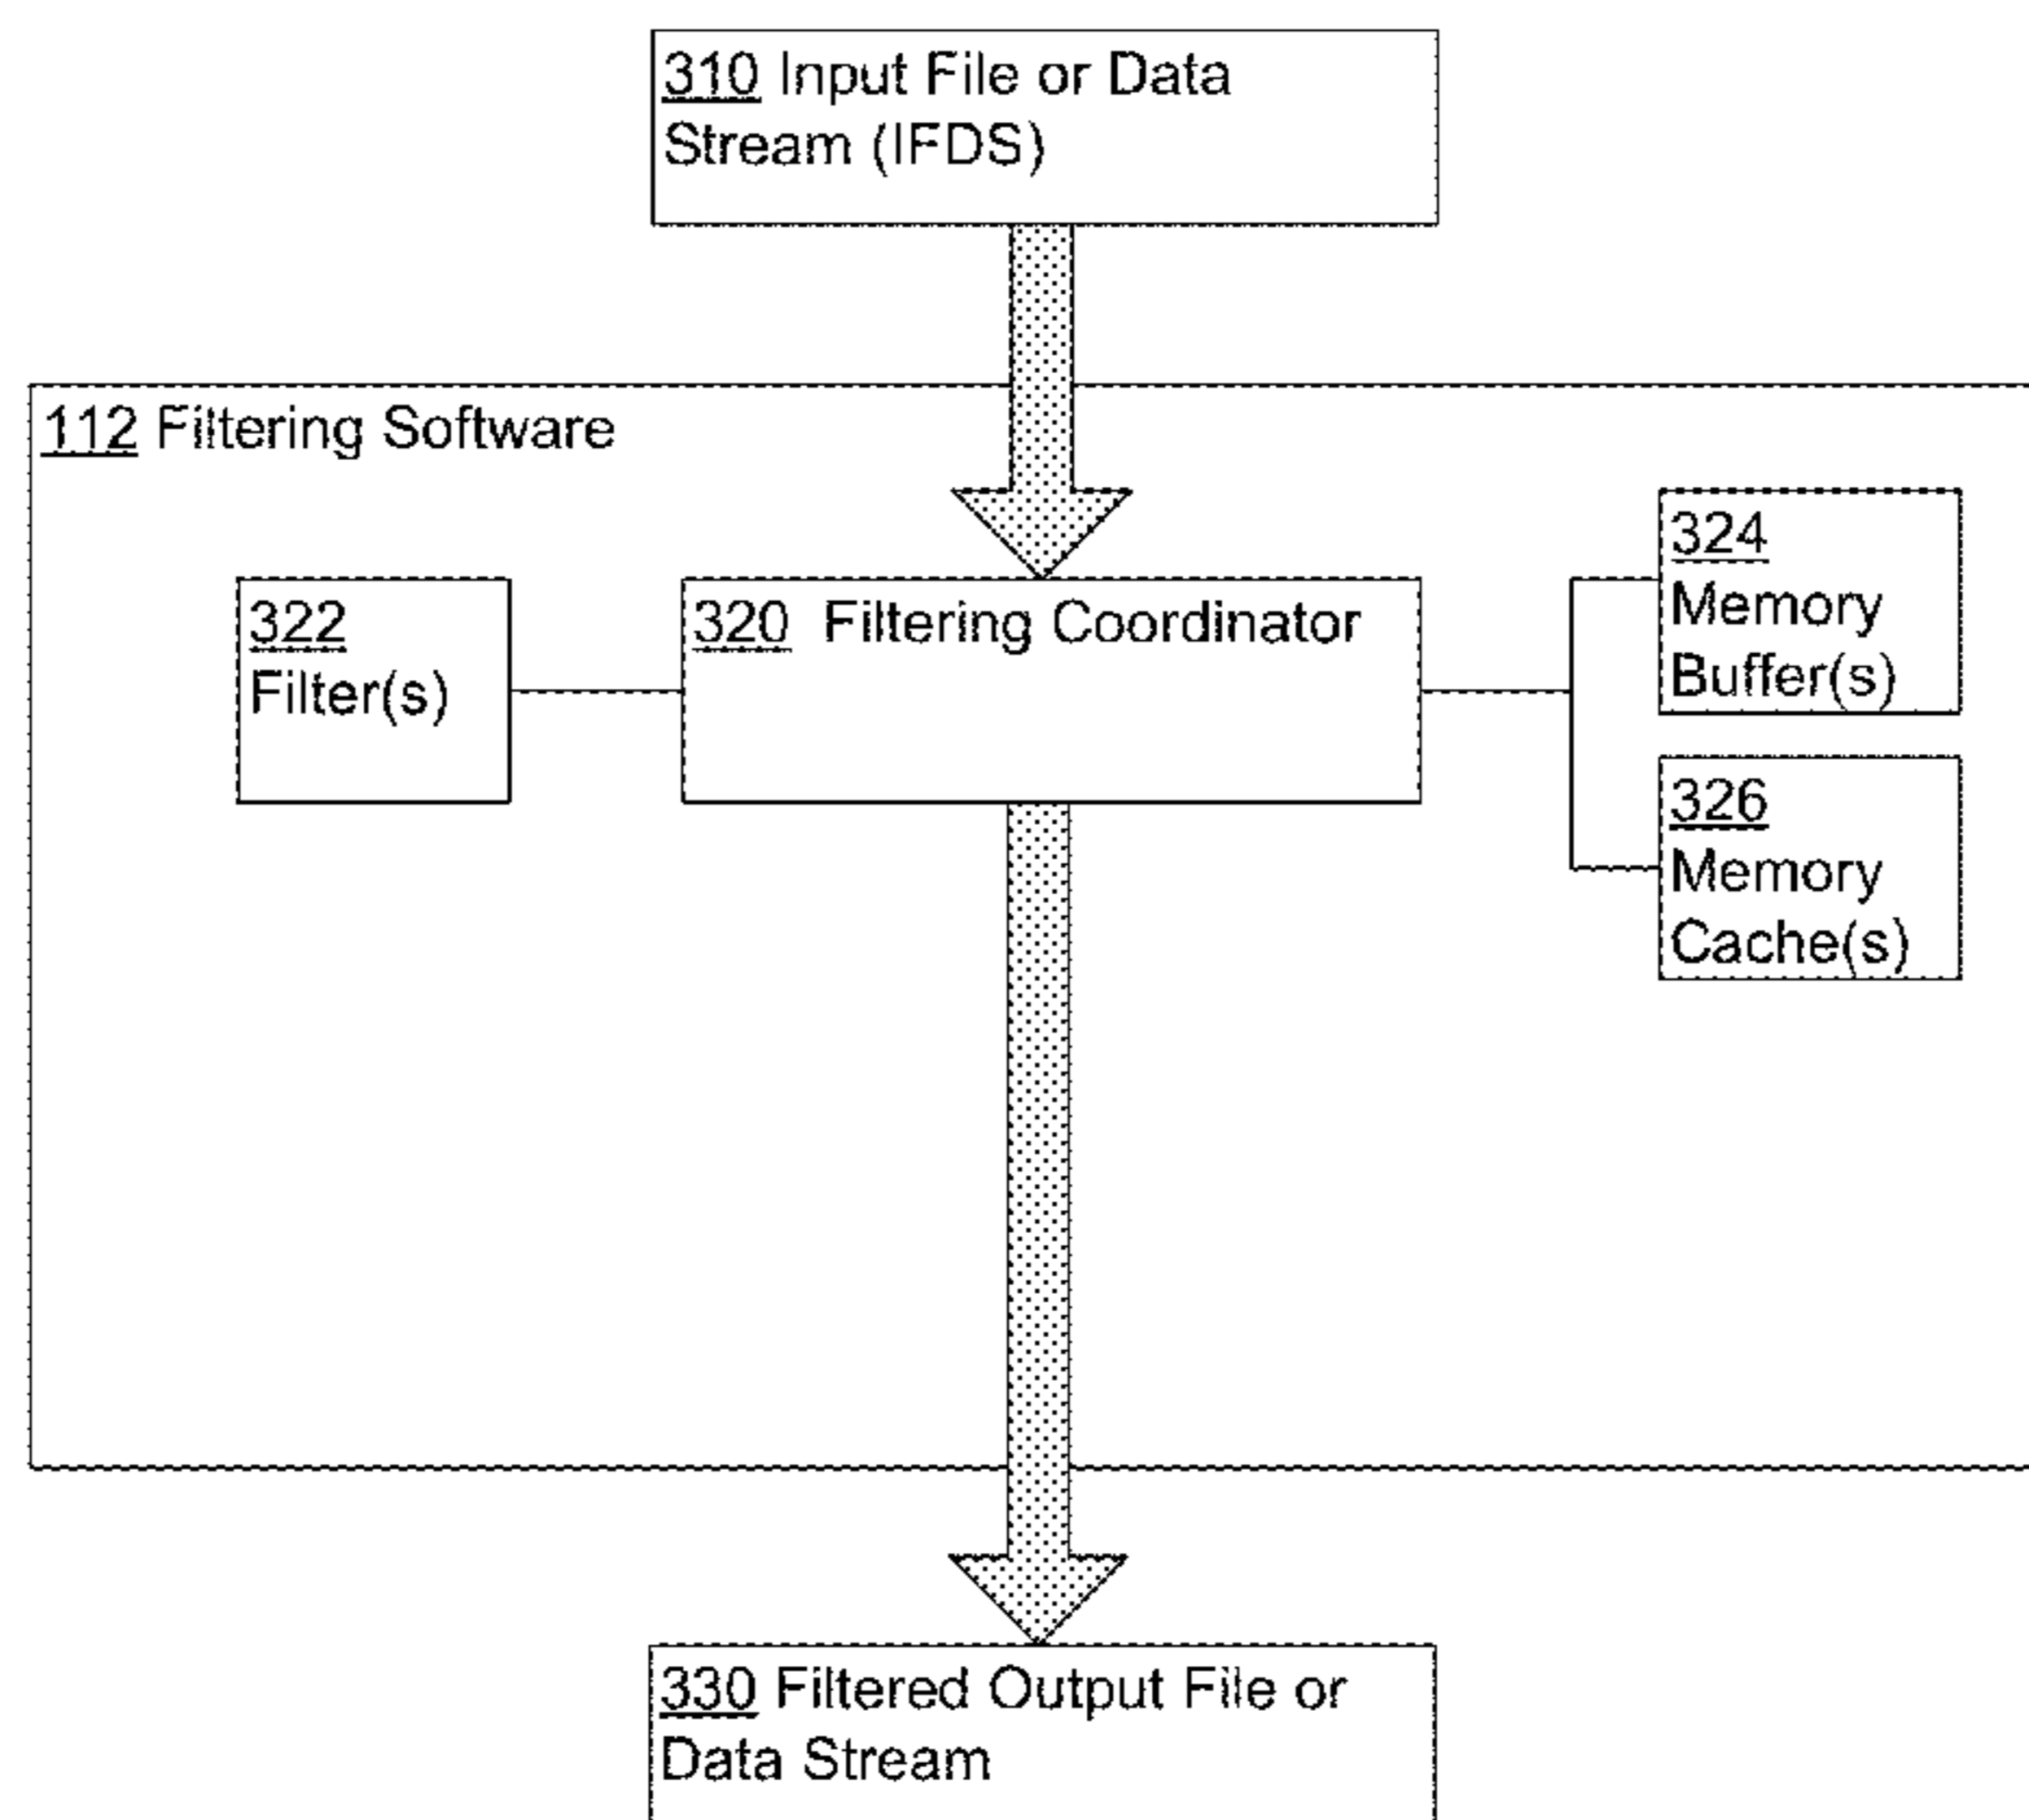 310 Input File or Data
Stream (IFDS)
112 Filtering Software
322
Filter(s)
320 Filtering Coordinator
324
Memory
Buffer(s)
326
Memory
Cache(s)
330 Filtered Output File or
Data Stream